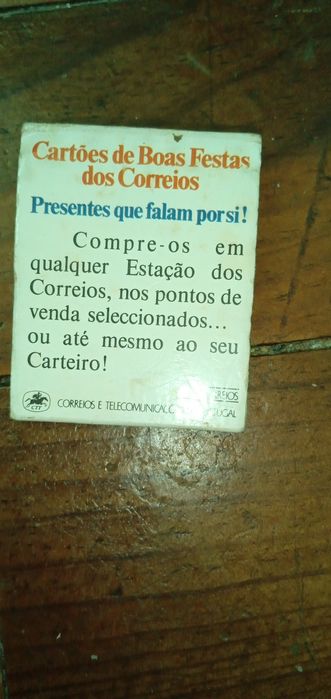 Cartões de Boas Festas
dos Correios
Presentes que falam por si!
Compre-os em
qualquer Estação dos
Correios, nos pontos de
venda seleccionados...
ou até mesmo ao seu
Carteiro!
CTT
CORREIOS E TELECOMUNICAÇÕ